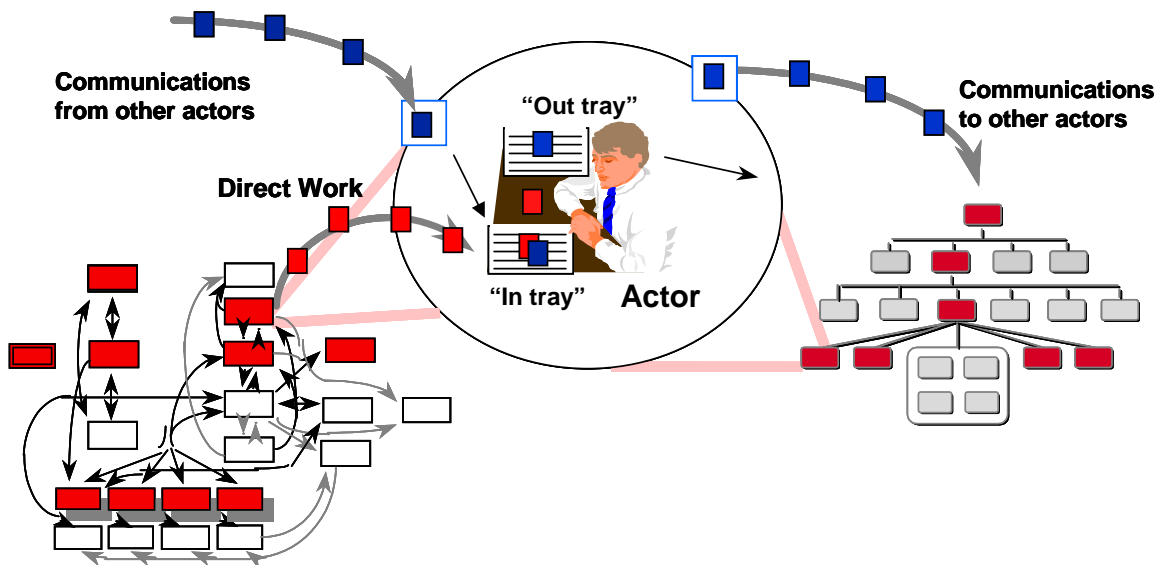 Communications
from other actors
“Out tray”
Communications
to other actors
Direct Work
“In tray”
Actor